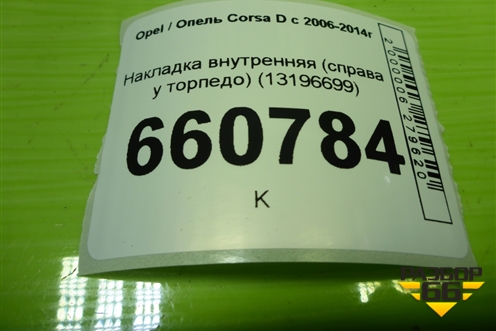 Opel / Опель Corsa D с 2006-2014г
Накладка внутренняя (справа
у торпедо) (13196699)
660784
К
2000006279620
РАЗБОР
66